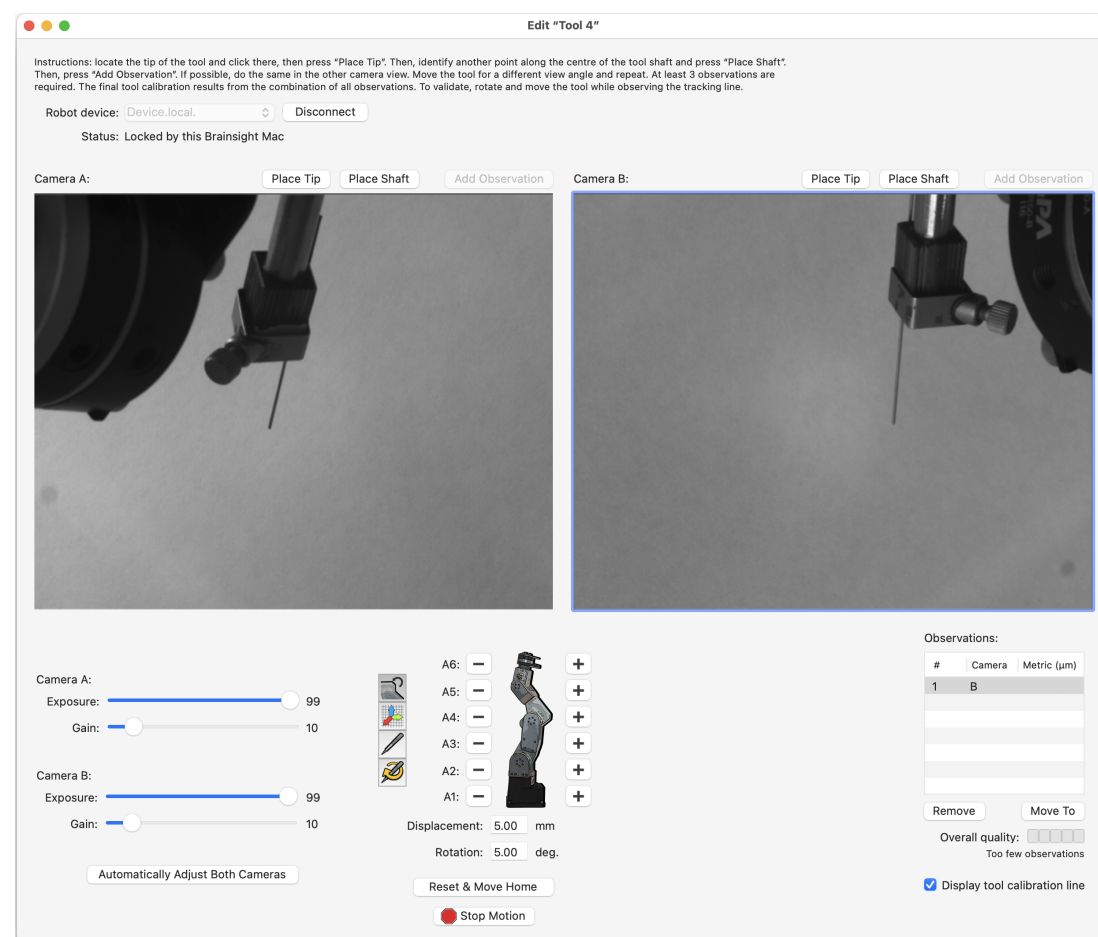 Edit “Tool 4”
Instructions: locate the tip of the tool and click there, then press “Place Tip”. Then, identify another point along the centre of the tool shaft and press “Place Shaft”.
Then, press “Add Observation”. If possible, do the same in the other camera view. Move the tool for a different view angle and repeat. At least 3 observations are
required. The final tool calibration results from the combination of all observations. To validate, rotate and move the tool while observing the tracking line.
Robot device: Device.local. Disconnect
Status: Locked by this Brainsight Mac
Camera A: Place Tip Place Shaft Add Observation
Camera B: Place Tip Place Shaft Add Observation
Camera A:
Exposure: 99
Gain: 10
Camera B:
Exposure: 99
Gain: 10
Automatically Adjust Both Cameras
A6: − +
A5: − +
A4: − +
A3: − +
A2: − +
A1: − +
Displacement: 5.00 mm
Rotation: 5.00 deg.
Reset & Move Home
Stop Motion
Observations:
# Camera Metric (µm)
1 B
Remove Move To
Overall quality:
Too few observations
Display tool calibration line